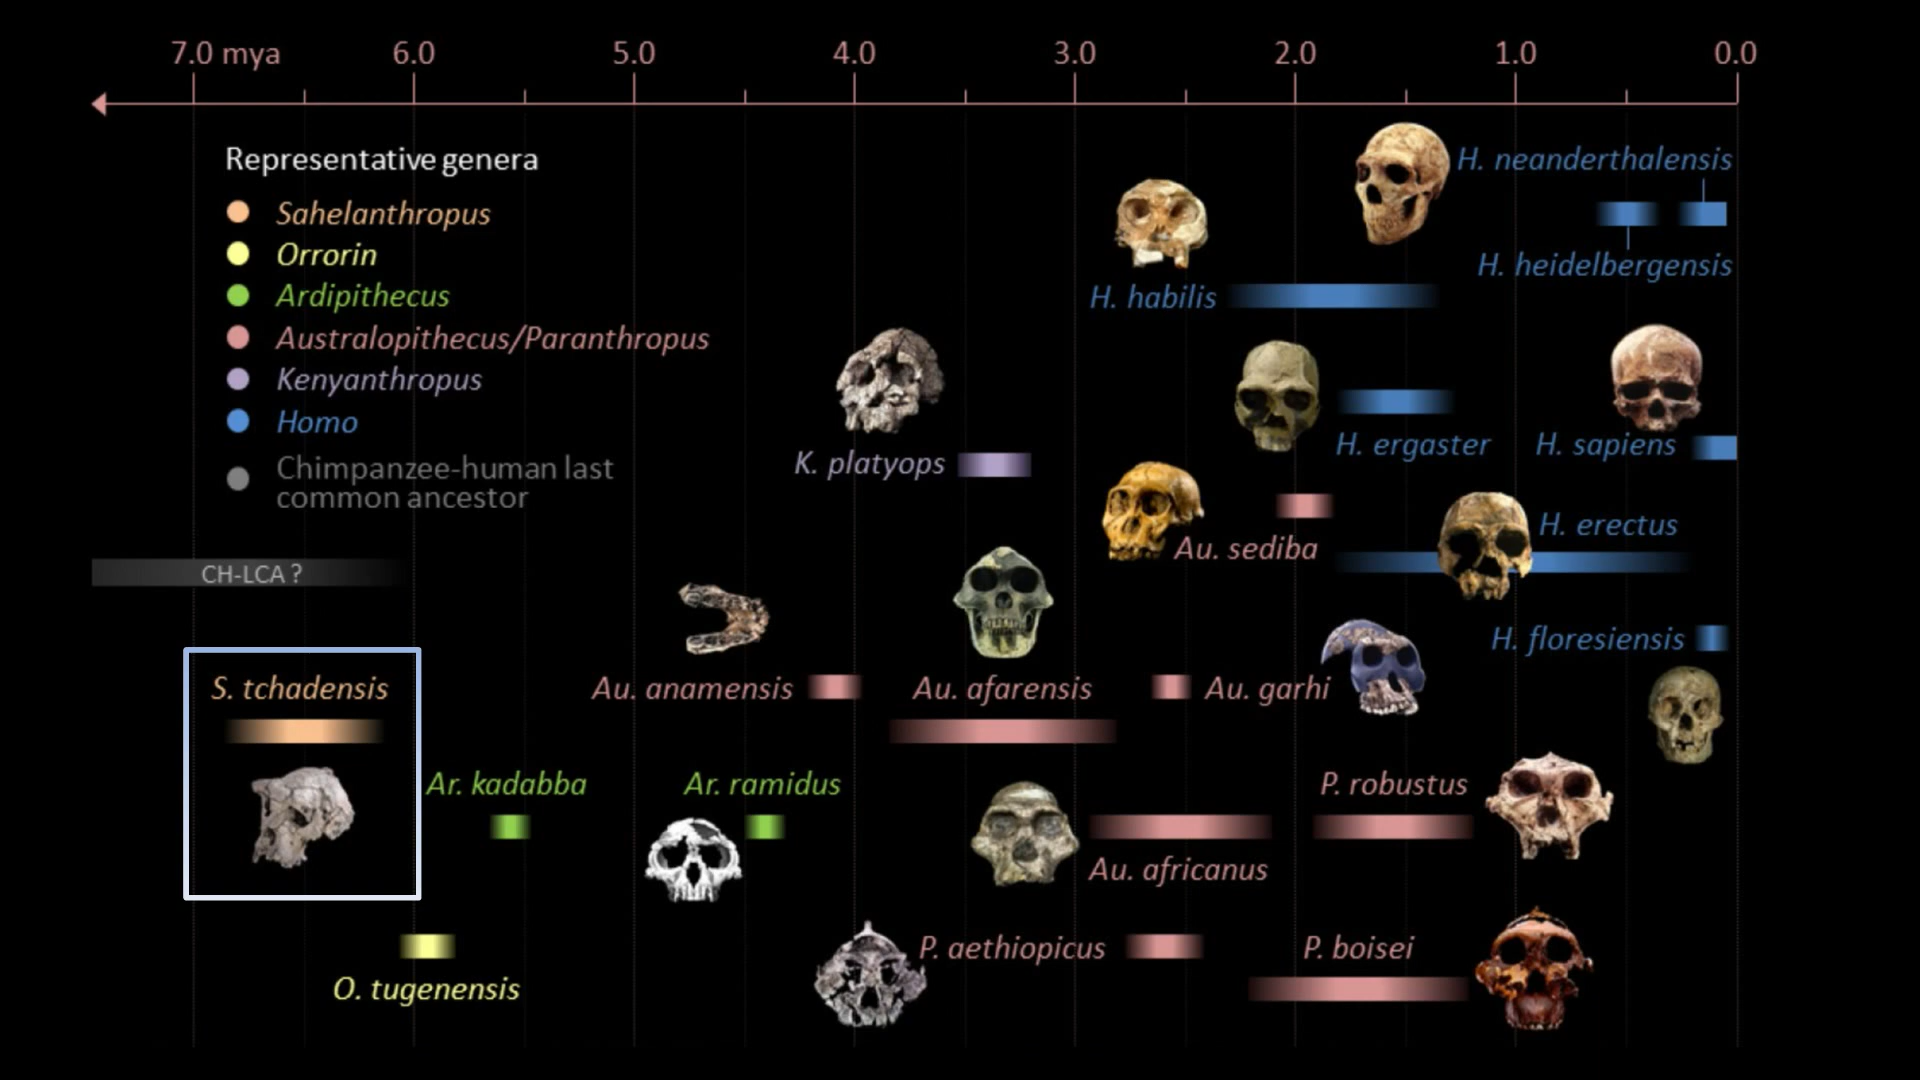 7.0 mya 6.0 5.0 4.0 3.0 2.0 1.0 0.0
Representative genera
Sahelanthropus
Orrorin
Ardipithecus
Australopithecus/Paranthropus
Kenyanthropus
Homo
Chimpanzee-human last
common ancestor
H. neanderthalensis
H. heidelbergensis
H. habilis
H. ergaster
H. sapiens
K. platyops
H. erectus
Au. sediba
CH-LCA ?
H. floresiensis
S. tchadensis
Au. anamensis
Au. afarensis
Au. garhi
Ar. kadabba
Ar. ramidus
P. robustus
Au. africanus
P. aethiopicus
P. boisei
O. tugenensis